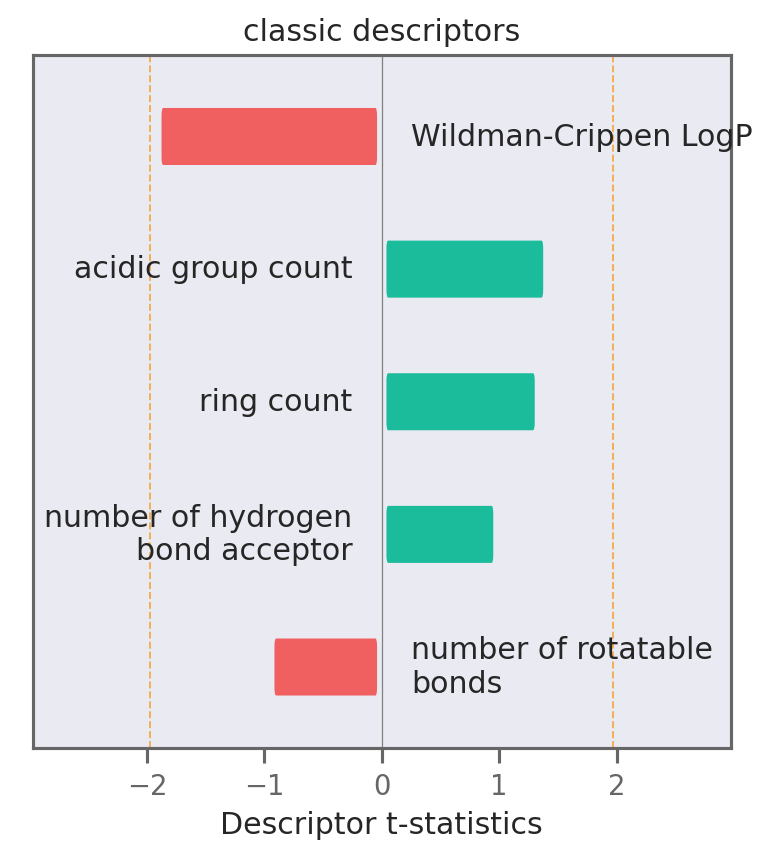 classic descriptors
Wildman-Crippen LogP
acidic group count
ring count
number of hydrogen
bond acceptor
number of rotatable
bonds
−2 −1 0 1 2
Descriptor t-statistics